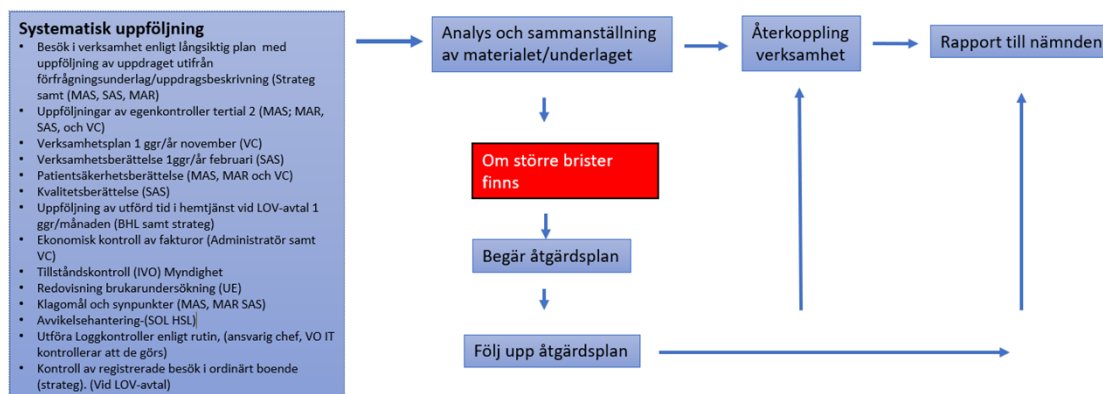 Systematisk uppföljning
• Besök i verksamhet enligt långsiktig plan med
uppföljning av uppdraget utifrån
förfrågningsunderlag/uppdragsbeskrivning (Strateg
samt (MAS, SAS, MAR)
• Uppföljningar av egenkontroller tertial 2 (MAS; MAR,
SAS, och VC)
• Verksamhetsplan 1 ggr/år november (VC)
• Verksamhetsberättelse 1ggr/år februari (SAS)
• Patientsäkerhetsberättelse (MAS, MAR och VC)
• Kvalitetsberättelse (SAS)
• Uppföljning av utförd tid i hemtjänst vid LOV-avtal 1
ggr/månaden (BHL samt strateg)
• Ekonomisk kontroll av fakturor (Administratör samt
VC)
• Tillståndskontroll (IVO) Myndighet
• Redovisning brukarundersökning (UE)
• Klagomål och synpunkter (MAS, MAR SAS)
• Avvikelsehantering-(SOL HSL)
• Utföra Loggkontroller enligt rutin, (ansvarig chef, VO IT
kontrollerar att de görs)
• Kontroll av registrerade besök i ordinärt boende
(strateg). (Vid LOV-avtal)
Analys och sammanställning
av materialet/underlaget
Återkoppling
verksamhet
Rapport till nämnden
Om större brister
finns
Begär åtgärdsplan
Följ upp åtgärdsplan